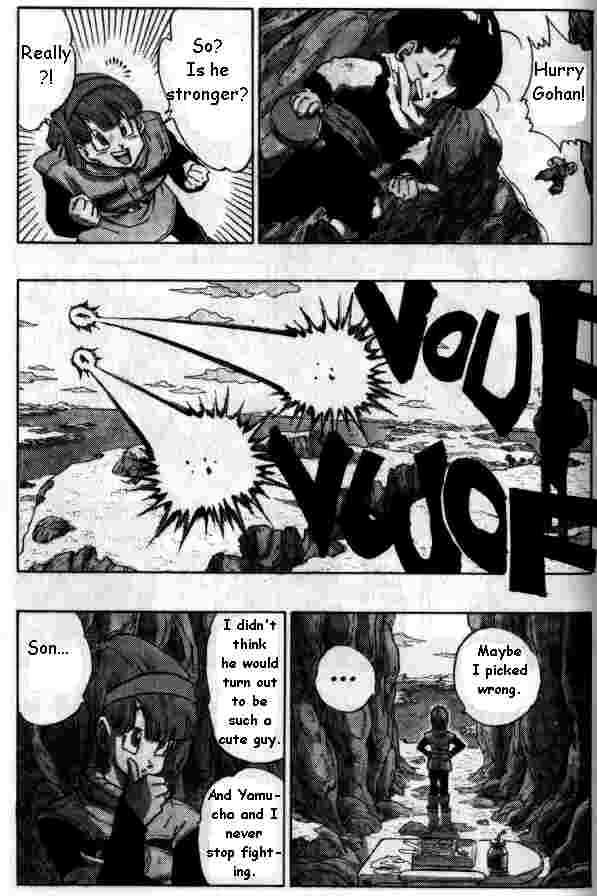 Really
?!
So?
Is he
stronger?
Hurry
Gohan!
VOUF
Son...
I didn't
think
he would
turn out
to be
such a
cute guy.
And Yamu-
cha and I
never
stop fight-
ing.
...
Maybe
I picked
wrong.